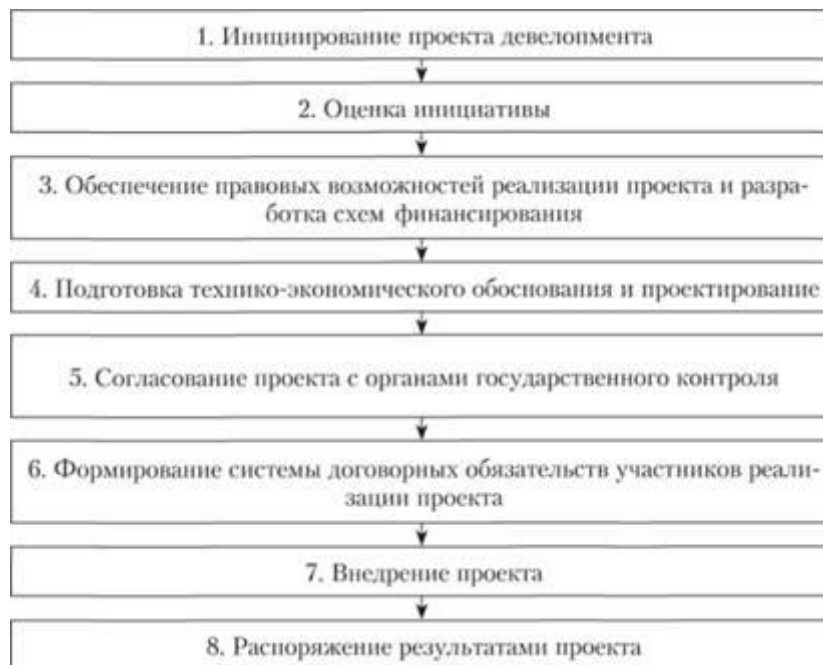 1. Инициирование проекта девелопмента
2. Оценка инициативы
3. Обеспечение правовых возможностей реализации проекта и разра-
ботка схем финансирования
4. Подготовка технико-экономического обоснования и проектирование
5. Согласование проекта с органами государственного контроля
6. Формирование системы договорных обязательств участников реали-
зации проекта
7. Внедрение проекта
8. Распоряжение результатами проекта